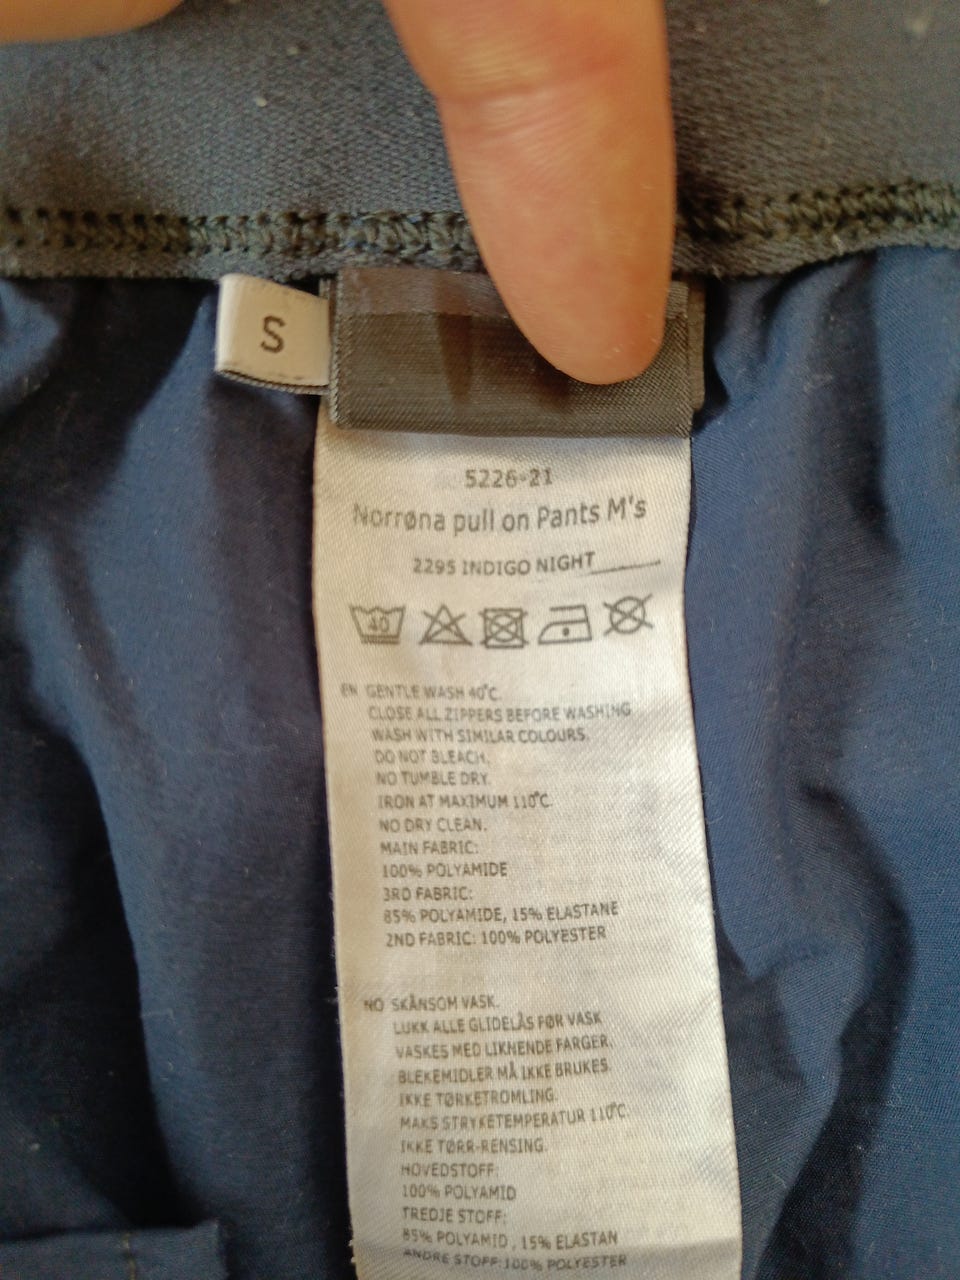 S
5226-21
Norrøna pull on Pants M's
2295 INDIGO NIGHT
40
EN GENTLE WASH 40°C.
CLOSE ALL ZIPPERS BEFORE WASHING
WASH WITH SIMILAR COLOURS.
DO NOT BLEACH.
NO TUMBLE DRY.
IRON AT MAXIMUM 110°C.
NO DRY CLEAN.
MAIN FABRIC:
100% POLYAMIDE
3RD FABRIC:
85% POLYAMIDE, 15% ELASTANE
2ND FABRIC: 100% POLYESTER
NO SKÅNSOM VASK.
LUKK ALLE GLIDELÅS FØR VASK
VASKES MED LIKNENDE FARGER.
BLEKEMIDLER MÅ IKKE BRUKES.
IKKE TØRKETROMLING.
MAKS STRYKETEMPERATUR 110°C.
IKKE TØRR-RENSING.
HOVEDSTOFF:
100% POLYAMID
TREDJE STOFF:
85% POLYAMID, 15% ELASTAN
ANDRE STOFF:100% POLYESTER